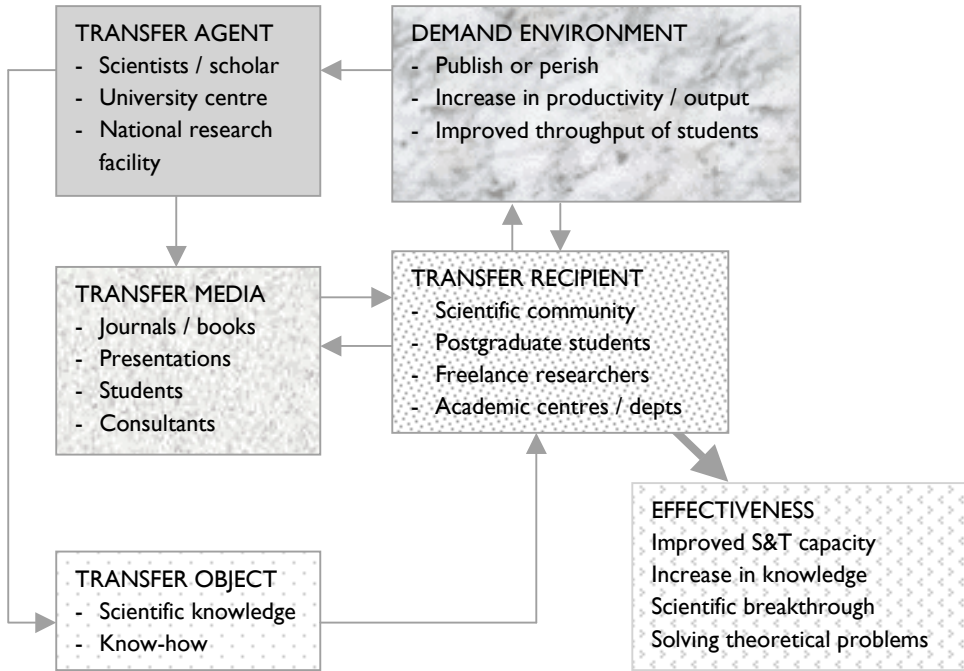 TRANSFER AGENT
- Scientists / scholar
- University centre
- National research
facility
DEMAND ENVIRONMENT
- Publish or perish
- Increase in productivity / output
- Improved throughput of students
TRANSFER MEDIA
- Journals / books
- Presentations
- Students
- Consultants
TRANSFER RECIPIENT
- Scientific community
- Postgraduate students
- Freelance researchers
- Academic centres / depts
TRANSFER OBJECT
- Scientific knowledge
- Know-how
EFFECTIVENESS
Improved S&T capacity
Increase in knowledge
Scientific breakthrough
Solving theoretical problems